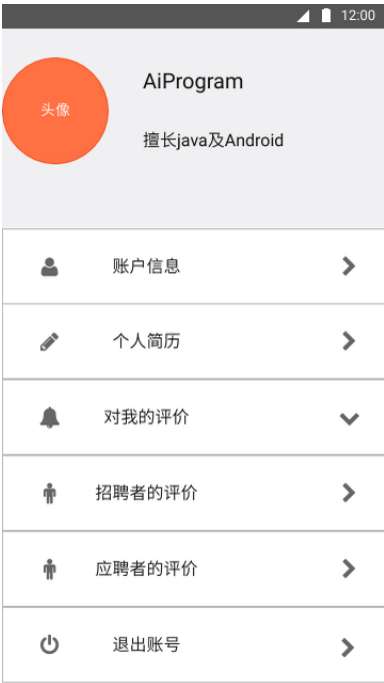 12:00
头像
AiProgram
擅长java及Android
账户信息
个人简历
对我的评价
招聘者的评价
应聘者的评价
退出账号